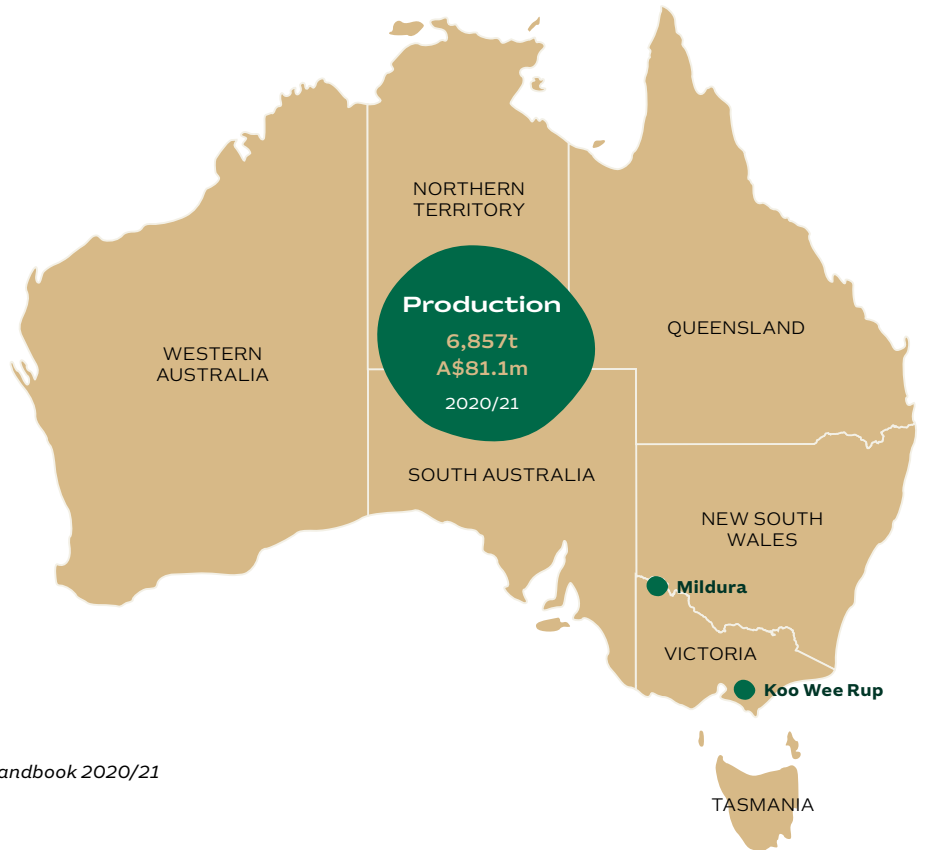 NORTHERN
TERRITORY
Production
6,857t
A$81.1m
2020/21
QUEENSLAND
WESTERN
AUSTRALIA
SOUTH AUSTRALIA
NEW SOUTH
WALES
Mildura
VICTORIA
Koo Wee Rup
andbook 2020/21
TASMANIA